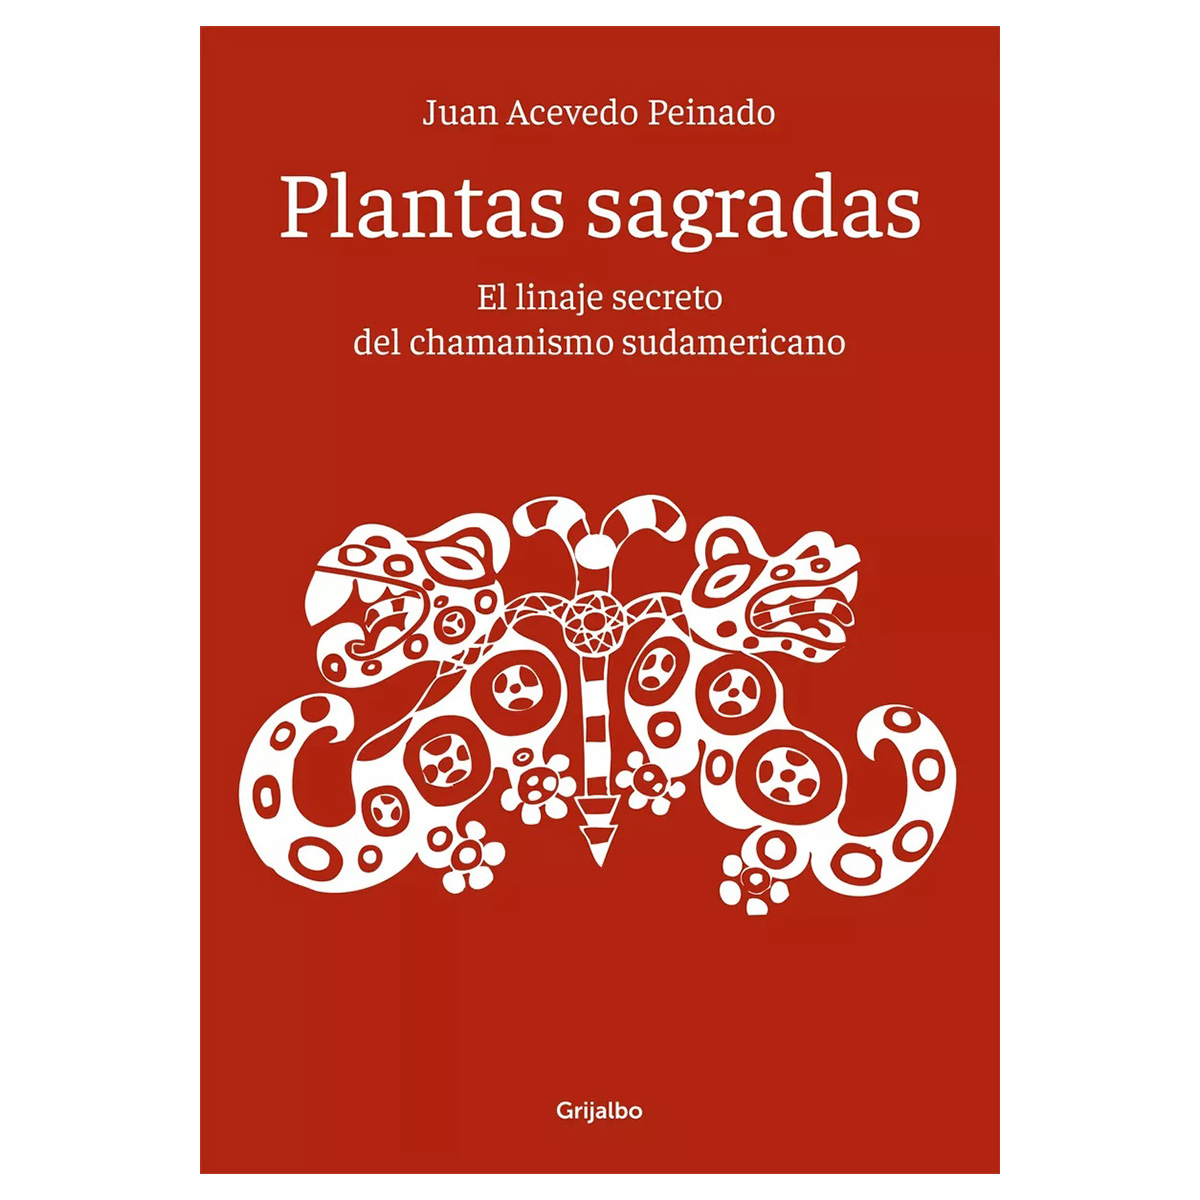 Juan Acevedo Peinado
Plantas sagradas
El linaje secreto
del chamanismo sudamericano
Grijalbo